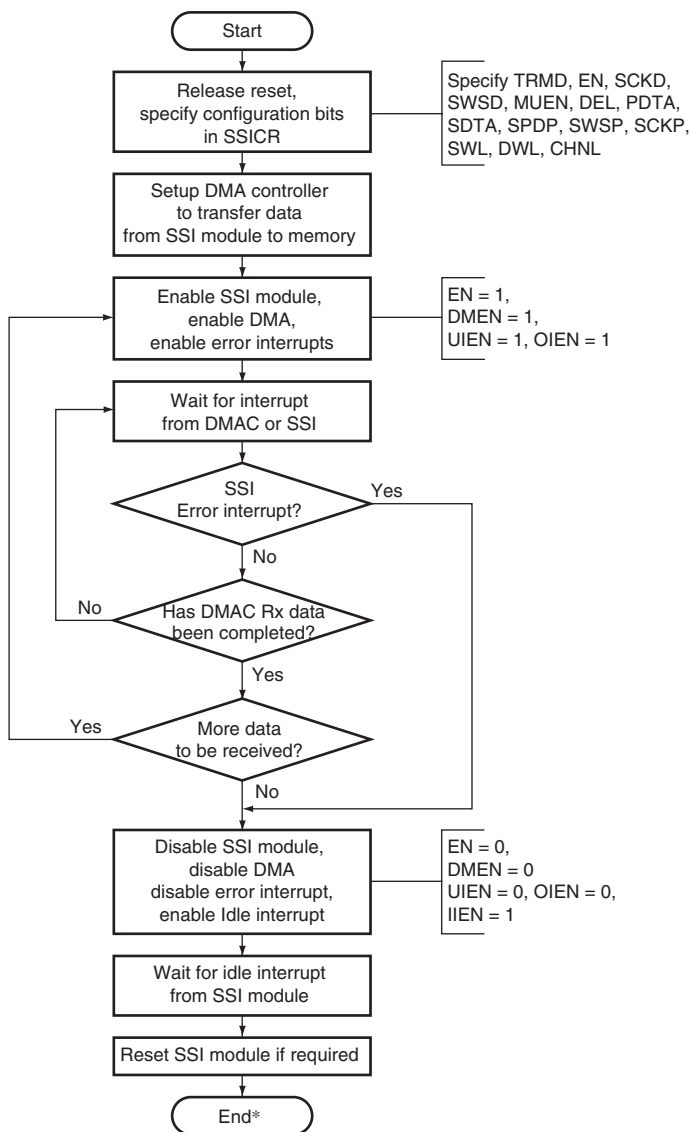 Start
Release reset,
specify configuration bits
in SSICR
Specify TRMD, EN, SCKD,
SWSD, MUEN, DEL, PDTA,
SDTA, SPDP, SWSP, SCKP,
SWL, DWL, CHNL
Setup DMA controller
to transfer data
from SSI module to memory
Enable SSI module,
enable DMA,
enable error interrupts
EN = 1,
DMEN = 1,
UIEN = 1, OIEN = 1
Wait for interrupt
from DMAC or SSI
SSI
Error interrupt?
Yes
No
Has DMAC Rx data
been completed?
No
Yes
More data
to be received?
Yes
No
Disable SSI module,
disable DMA
disable error interrupt,
enable Idle interrupt
EN = 0,
DMEN = 0
UIEN = 0, OIEN = 0,
IIEN = 1
Wait for idle interrupt
from SSI module
Reset SSI module if required
End*